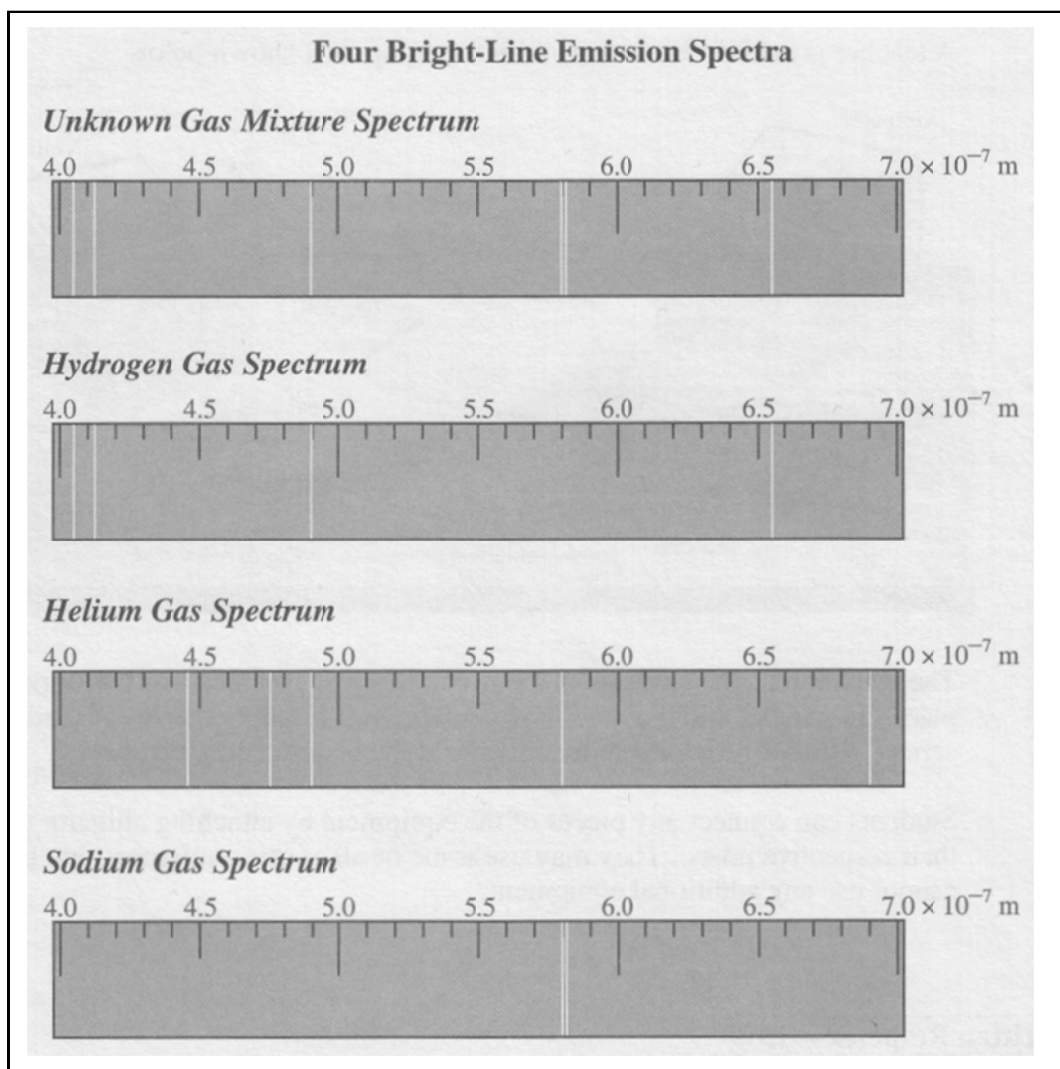 Four Bright-Line Emission Spectra
Unknown Gas Mixture Spectrum
4.0 4.5 5.0 5.5 6.0 6.5 7.0 × 10⁻⁷ m
Hydrogen Gas Spectrum
4.0 4.5 5.0 5.5 6.0 6.5 7.0 × 10⁻⁷ m
Helium Gas Spectrum
4.0 4.5 5.0 5.5 6.0 6.5 7.0 × 10⁻⁷ m
Sodium Gas Spectrum
4.0 4.5 5.0 5.5 6.0 6.5 7.0 × 10⁻⁷ m